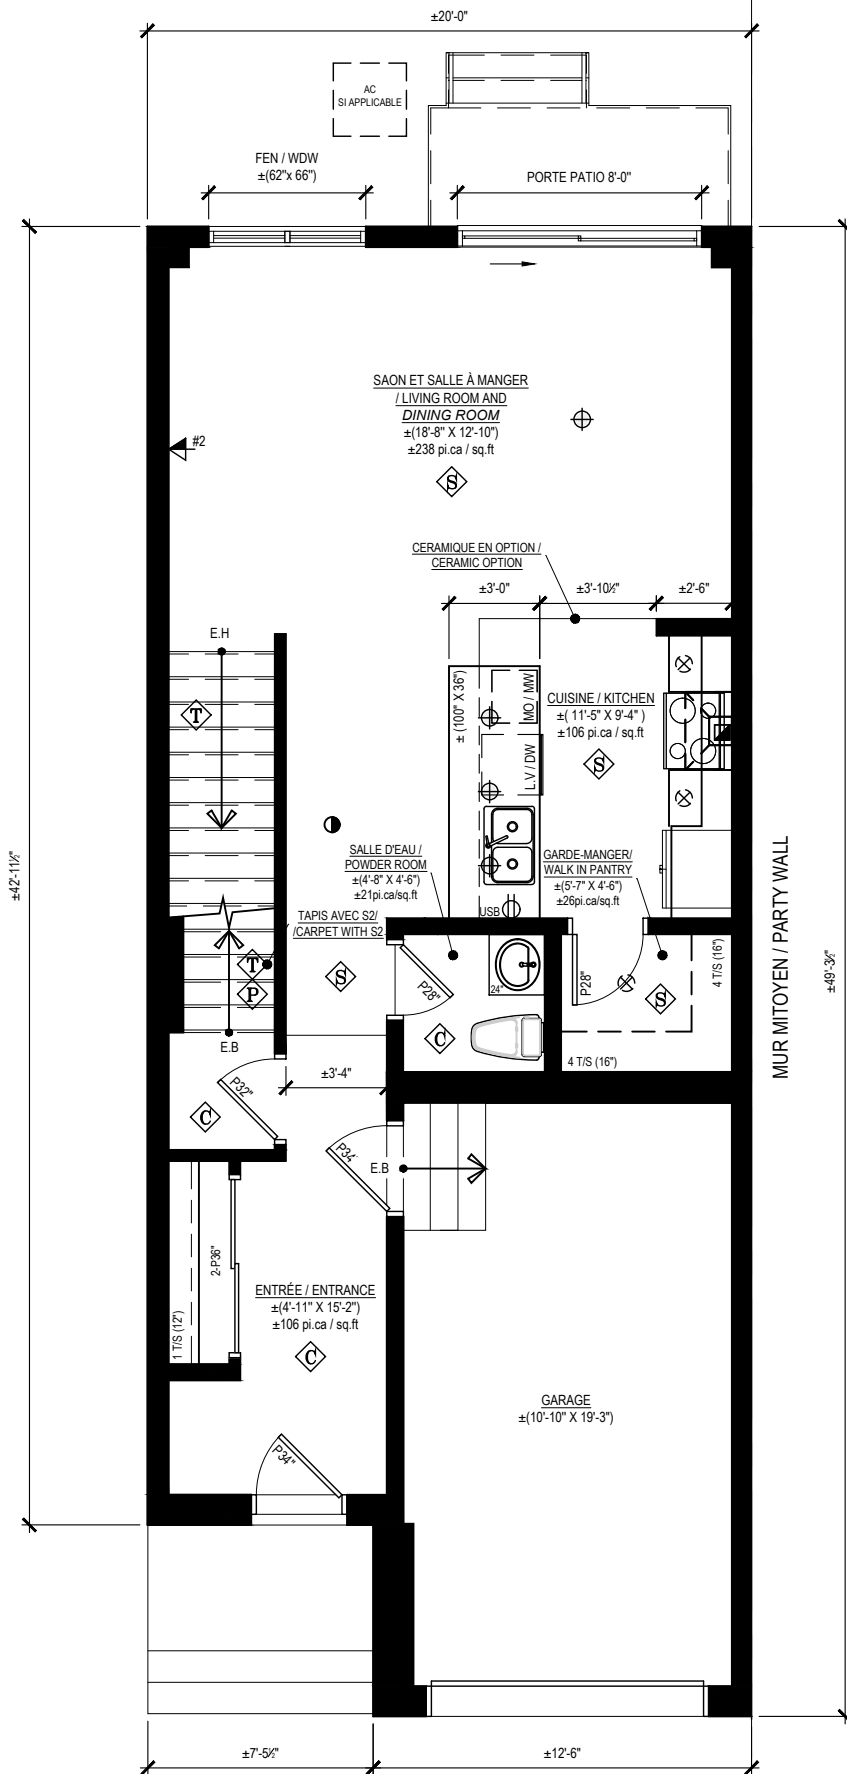 ±20'-0"
AC
SI APPLICABLE
FEN / WDW
±(62"x 66")
PORTE PATIO 8'-0"
SAON ET SALLE À MANGER
/ LIVING ROOM AND
DINING ROOM
±(18'-8" X 12'-10")
±238 pi.ca / sq.ft
#2
S
CERAMIQUE EN OPTION /
CERAMIC OPTION
±3'-0"
±3'-10½"
±2'-6"
E.H
± (100" X 36")
MO / MW
CUISINE / KITCHEN
±( 11'-5" X 9'-4" )
±106 pi.ca / sq.ft
T
S
L.V / DW
SALLE D'EAU /
POWDER ROOM
±(4'-8" X 4'-6")
±21pi.ca/sq.ft
GARDE-MANGER/
WALK IN PANTRY
±(5'-7" X 4'-6")
±26pi.ca/sq.ft
MUR MITOYEN / PARTY WALL
±42'-11½"
±49'-3½"
TAPIS AVEC S2/
/CARPET WITH S2
USB
T
P
S
P28"
24"
P28"
S
4 T/S (16")
C
E.B
4 T/S (16")
±3'-4"
P32"
C
P34"
E.B
2-P36"
1 T/S (12")
ENTRÉE / ENTRANCE
±(4'-11" X 15'-2")
±106 pi.ca / sq.ft
C
GARAGE
±(10'-10" X 19'-3")
P34"
±7'-5½"
±12'-6"